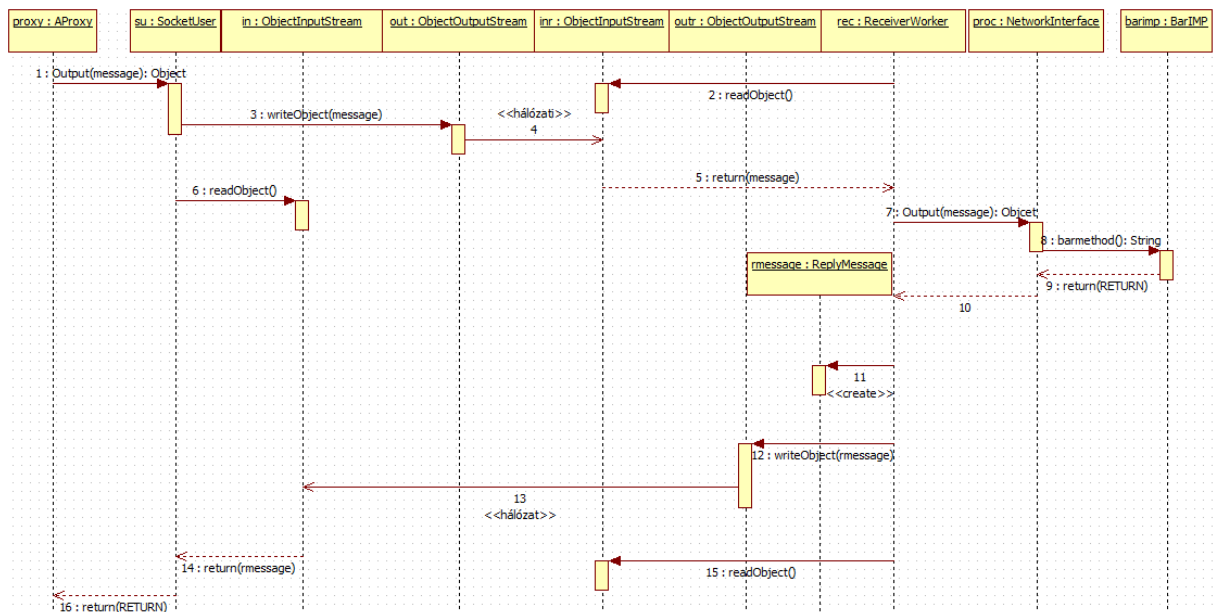 proxy : AProxy
su : SocketUser
in : ObjectInputStream
out : ObjectOutputStream
inr : ObjectInputStream
outr : ObjectOutputStream
rec : ReceiverWorker
proc : NetworkInterface
barimp : BarIMP
1 : Output(message): Object
2 : readObject()
3 : writeObject(message)
<<hálózati>>
4
5 : return(message)
6 : readObject()
7 : Output(message): Objcet
8 : barmethod(): String
rmessage : ReplyMessage
9 : return(RETURN)
10
11
<<create>>
12 : writeObject(rmessage)
13
<<hálózat>>
14 : return(rmessage)
15 : readObject()
16 : return(RETURN)